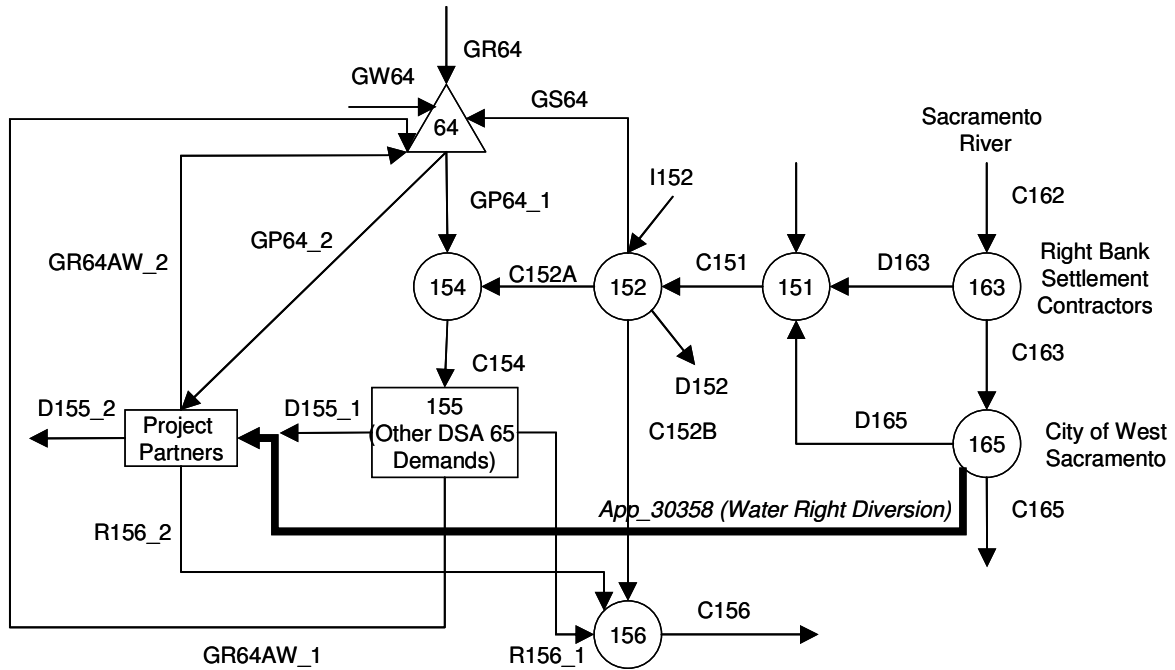 GR64
GW64
GS64
64
Sacramento
River
I152
C162
GP64_1
GP64_2
GR64AW_2
C152A
C151
D163
154
152
151
163
Right Bank
Settlement
Contractors
C154
D152
C163
D155_2
Project
Partners
D155_1
155
(Other DSA 65
Demands)
C152B
D165
165
City of West
Sacramento
App_30358 (Water Right Diversion)
C165
R156_2
C156
156
GR64AW_1
R156_1